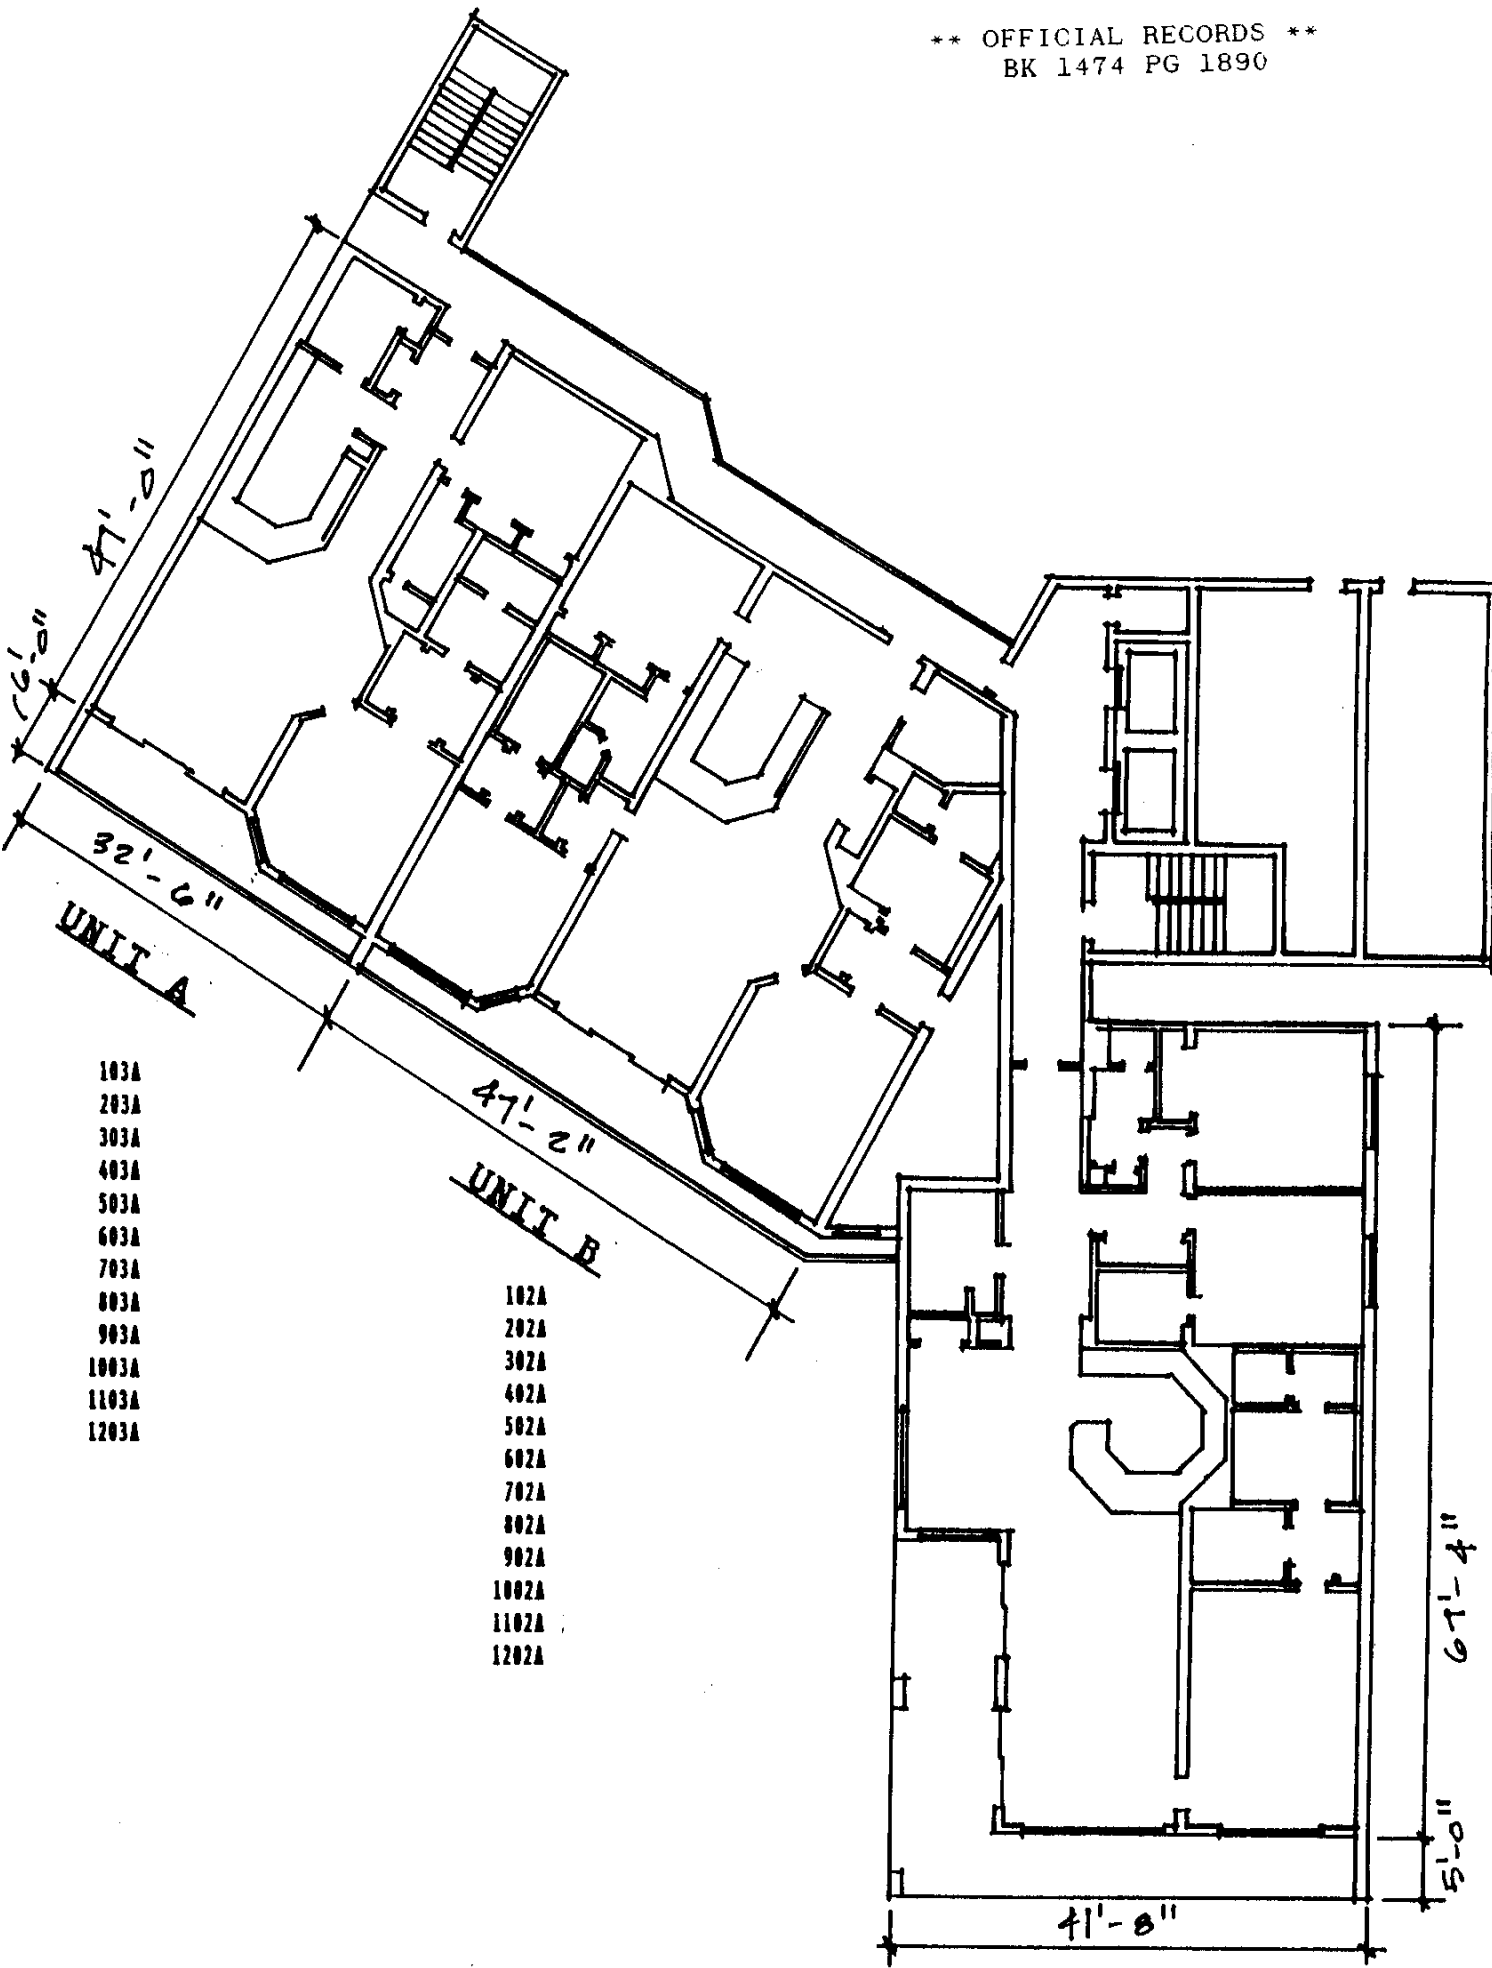 ** OFFICIAL RECORDS **
BK 1474 PG 1890
47'-0"
6'-0"
32'-6"
UNIT A
47'-2"
UNIT B
103A
203A
303A
403A
503A
603A
703A
803A
903A
1003A
1103A
1203A
102A
202A
302A
402A
502A
602A
702A
802A
902A
1002A
1102A
1202A
67'-4"
5'-0"
41'-8"